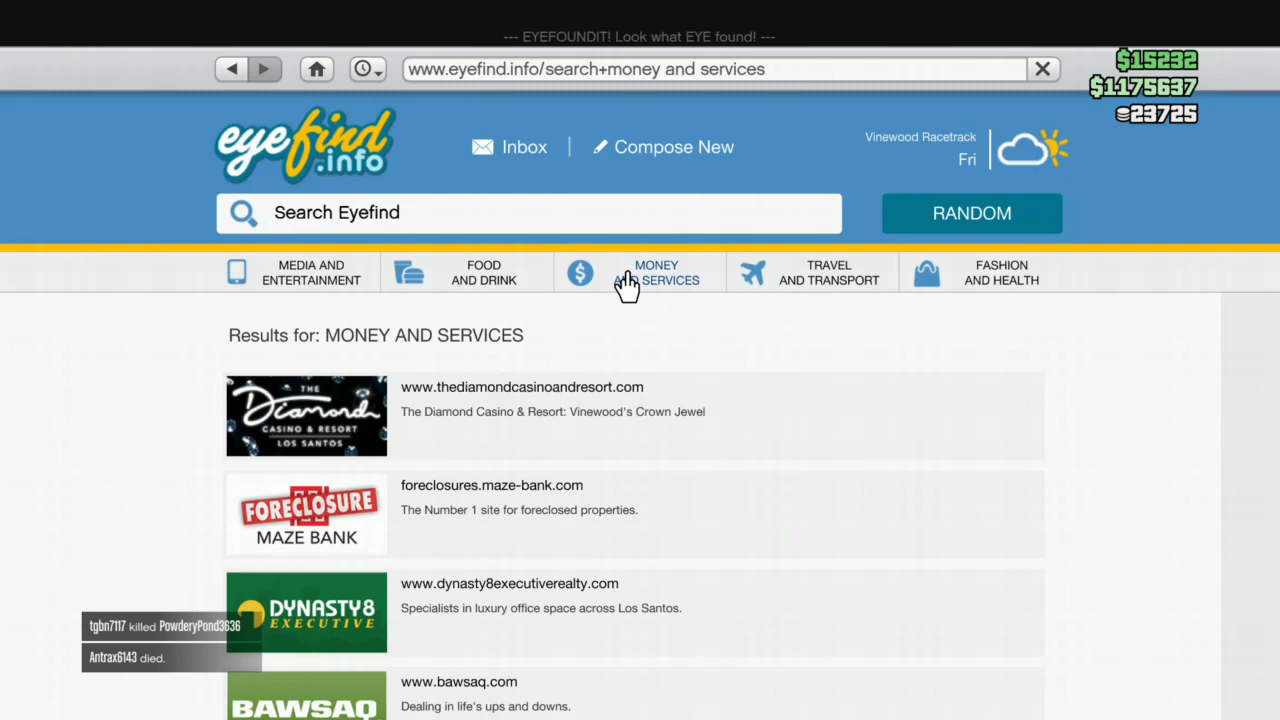 --- EYEFOUNDIT! Look what EYE found! ---
www.eyefind.info/search+money and services
$15232
$1175637
23725
eyefind
.info
Inbox
Compose New
Vinewood Racetrack
Fri
Search Eyefind
RANDOM
MEDIA AND
ENTERTAINMENT
FOOD
AND DRINK
MONEY
AND SERVICES
TRAVEL
AND TRANSPORT
FASHION
AND HEALTH
Results for: MONEY AND SERVICES
THE
Diamond
CASINO & RESORT
LOS SANTOS
www.thediamondcasinoandresort.com
The Diamond Casino & Resort: Vinewood's Crown Jewel
FORECLOSURE
MAZE BANK
foreclosures.maze-bank.com
The Number 1 site for foreclosed properties.
DYNASTY8
EXECUTIVE
www.dynasty8executiverealty.com
Specialists in luxury office space across Los Santos.
tgbn7117 killed PowderyPond3636
Antrax6143 died.
BAWSAQ
www.bawsaq.com
Dealing in life's ups and downs.